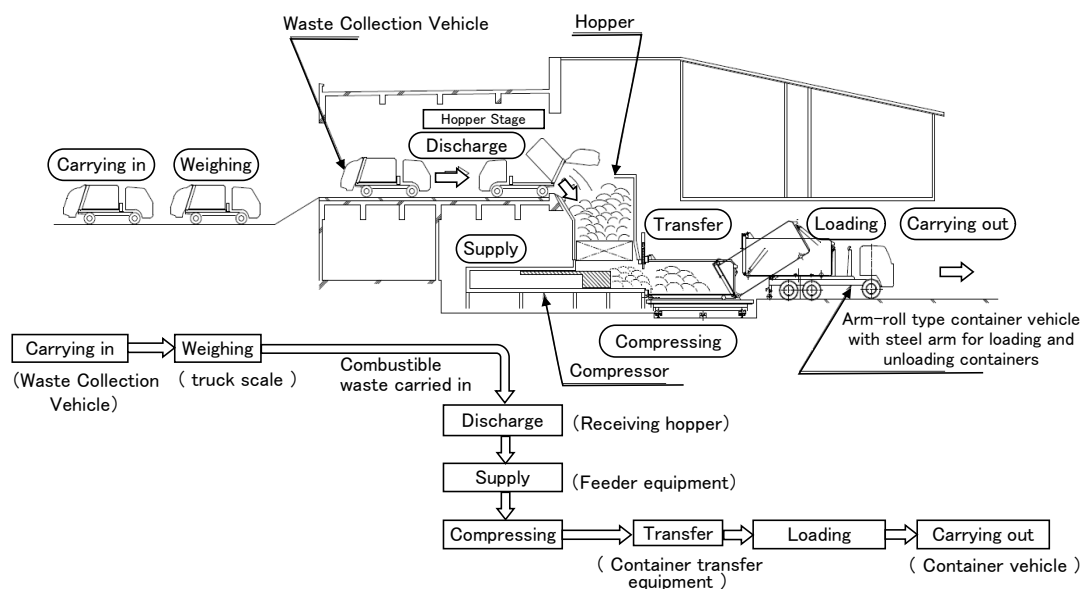 Waste Collection Vehicle
Hopper
Hopper Stage
Discharge
Carrying in
Weighing
Supply
Transfer
Loading
Carrying out
Compressing
Compressor
Arm-roll type container vehicle
with steel arm for loading and
unloading containers
Carrying in
(Waste Collection
Vehicle)
Weighing
( truck scale )
Combustible
waste carried in
Discharge
(Receiving hopper)
Supply
(Feeder equipment)
Compressing
Transfer
( Container transfer
equipment )
Loading
Carrying out
( Container vehicle )